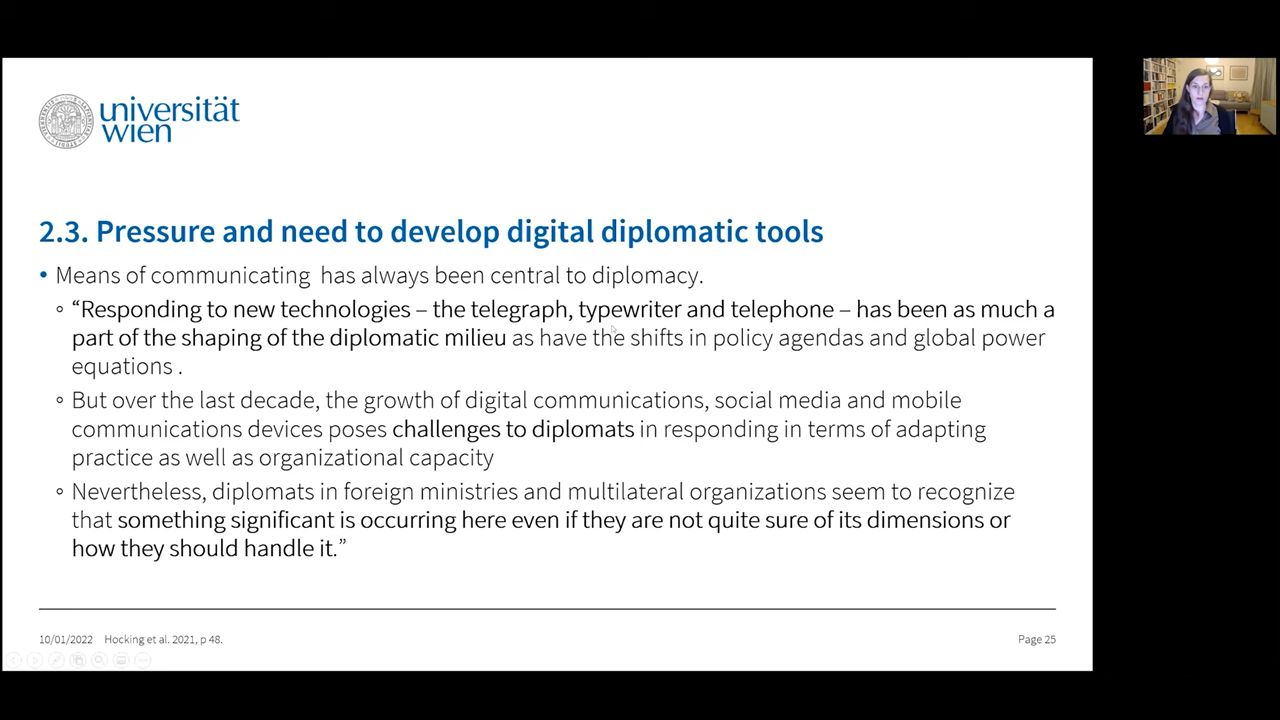 universität
wien
2.3. Pressure and need to develop digital diplomatic tools
• Means of communicating has always been central to diplomacy.
◦ “Responding to new technologies – the telegraph, typewriter and telephone – has been as much a
part of the shaping of the diplomatic milieu as have the shifts in policy agendas and global power
equations .
◦ But over the last decade, the growth of digital communications, social media and mobile
communications devices poses challenges to diplomats in responding in terms of adapting
practice as well as organizational capacity
◦ Nevertheless, diplomats in foreign ministries and multilateral organizations seem to recognize
that something significant is occurring here even if they are not quite sure of its dimensions or
how they should handle it.”
10/01/2022 Hocking et al. 2021, p 48.
Page 25